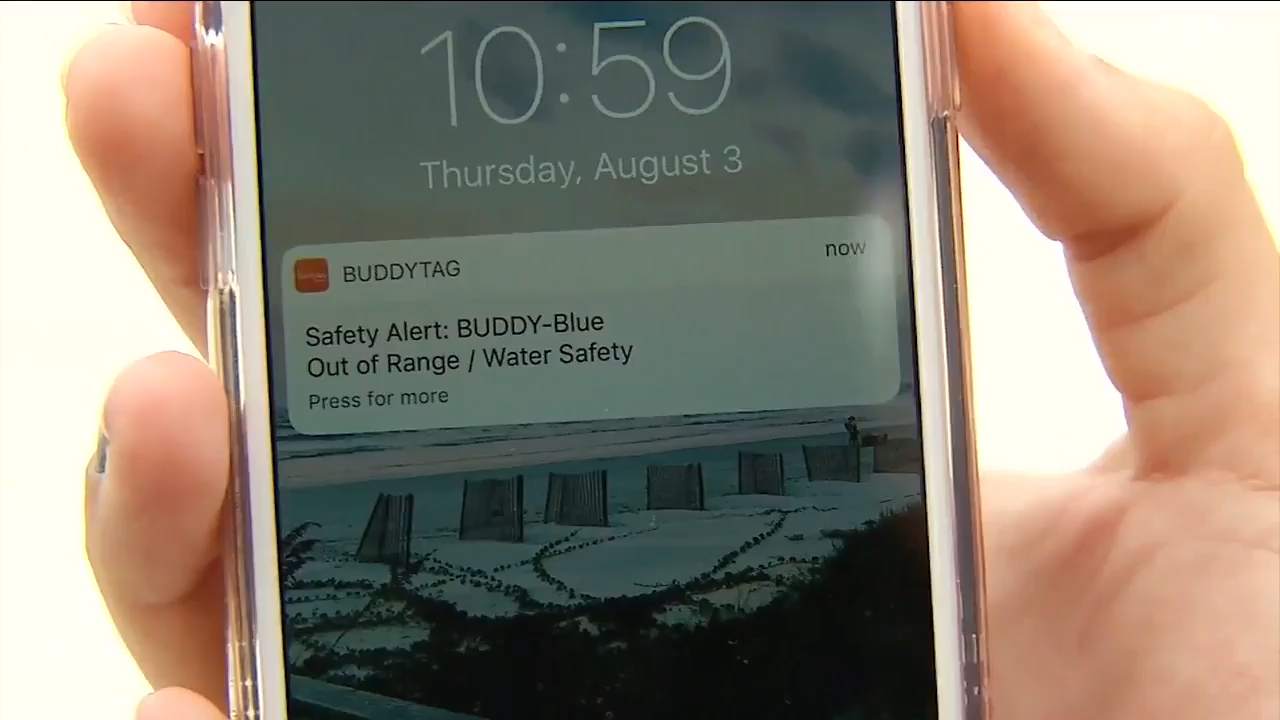 10:59
Thursday, August 3
BUDDYTAG
now
Safety Alert: BUDDY-Blue
Out of Range / Water Safety
Press for more